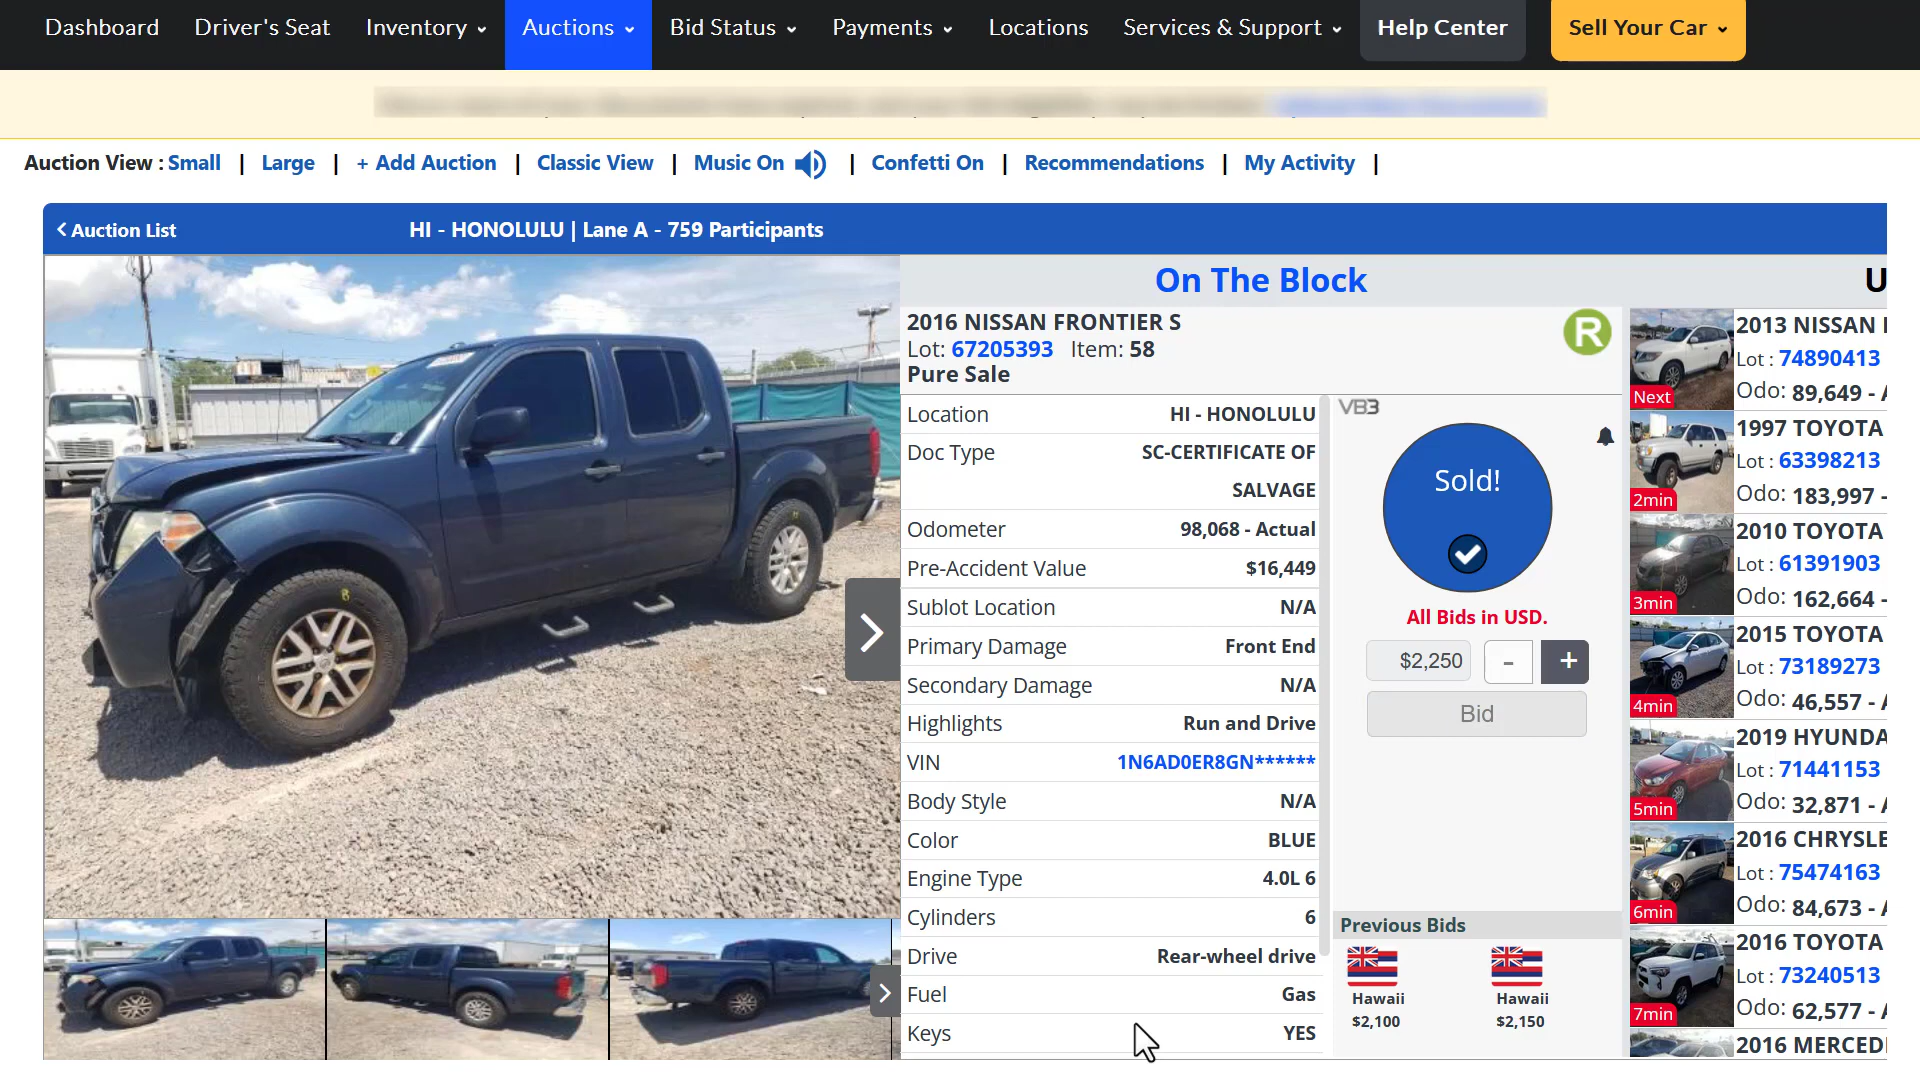 Dashboard Driver's Seat Inventory Auctions Bid Status Payments Locations Services & Support Help Center Sell Your Car
Auction View : Small | Large | + Add Auction | Classic View | Music On | Confetti On | Recommendations | My Activity |
Auction List
HI - HONOLULU | Lane A - 759 Participants
On The Block
2016 NISSAN FRONTIER S
Lot: 67205393 Item: 58
Pure Sale
R
Location HI - HONOLULU
Doc Type SC-CERTIFICATE OF
SALVAGE
Odometer 98,068 - Actual
Pre-Accident Value $16,449
Sublot Location N/A
Primary Damage Front End
Secondary Damage N/A
Highlights Run and Drive
VIN 1N6AD0ER8GN******
Body Style N/A
Color BLUE
Engine Type 4.0L 6
Cylinders 6
Drive Rear-wheel drive
Fuel Gas
Keys YES
VB3
Sold!
All Bids in USD.
$2,250 - +
Bid
Previous Bids
Hawaii Hawaii
$2,100 $2,150
U
2013 NISSAN
Lot : 74890413
Odo: 89,649 - A
Next
1997 TOYOTA
Lot : 63398213
Odo: 183,997 -
2min
2010 TOYOTA
Lot : 61391903
Odo: 162,664 -
3min
2015 TOYOTA
Lot : 73189273
Odo: 46,557 - A
4min
2019 HYUNDA
Lot : 71441153
Odo: 32,871 - A
5min
2016 CHRYSLE
Lot : 75474163
Odo: 84,673 - A
6min
2016 TOYOTA
Lot : 73240513
Odo: 62,577 - A
7min
2016 MERCED